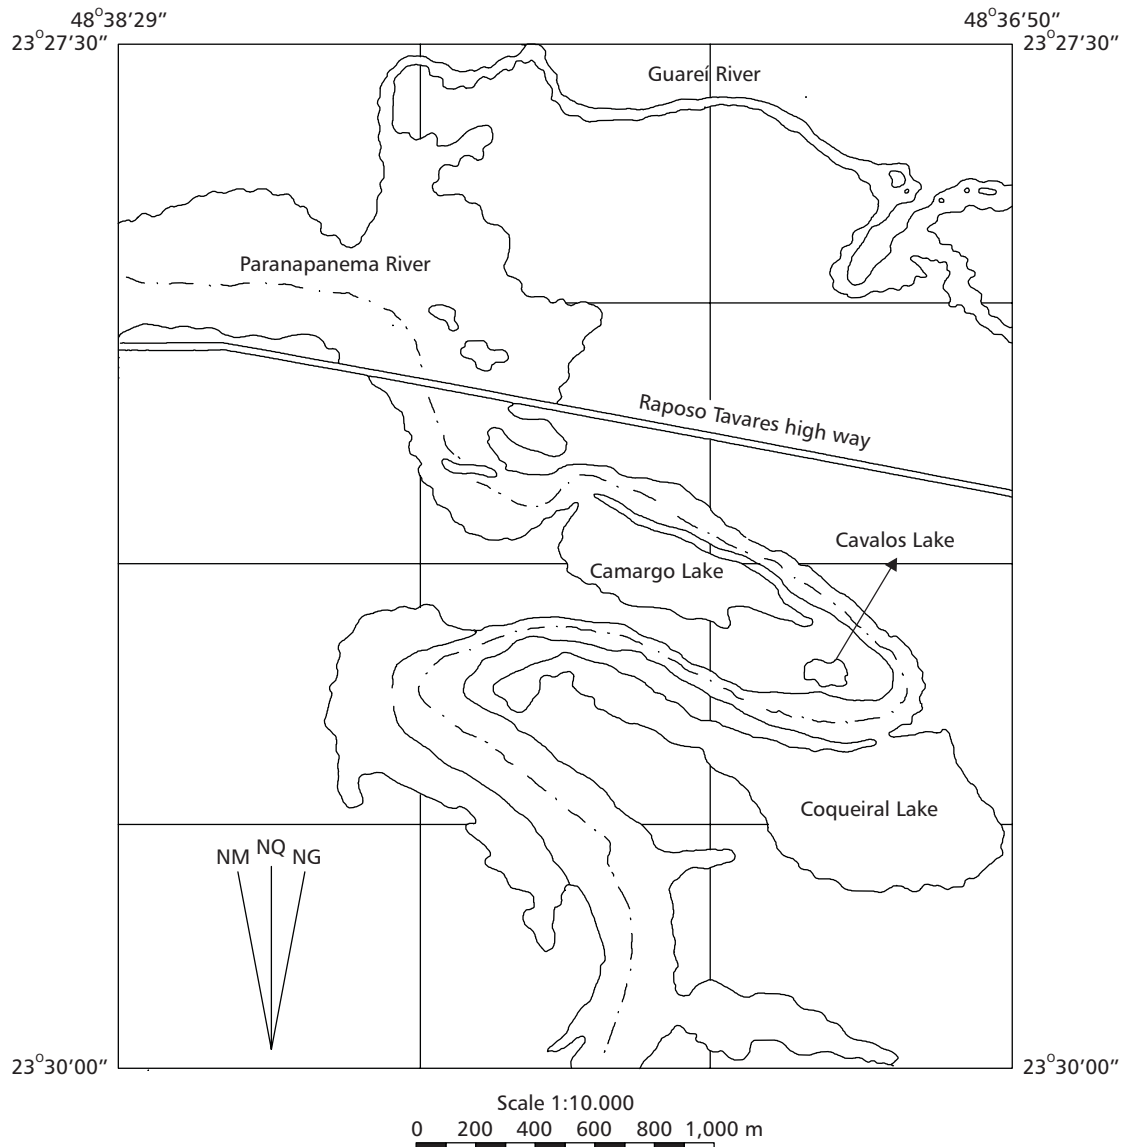 48°38′29″ 48°36′50″
23°27′30″ 23°27′30″
Guareí River
Paranapanema River
Raposo Tavares high way
Cavalos Lake
Camargo Lake
Coqueiral Lake
NM NQ NG
23°30′00″ 23°30′00″
Scale 1:10.000
0 200 400 600 800 1,000 m